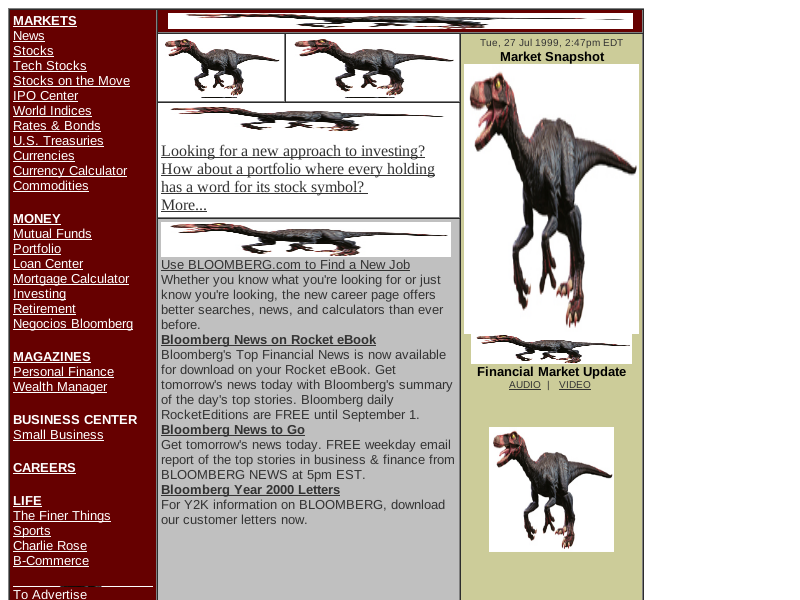 MARKETS
News
Stocks
Tech Stocks
Stocks on the Move
IPO Center
World Indices
Rates & Bonds
U.S. Treasuries
Currencies
Currency Calculator
Commodities
MONEY
Mutual Funds
Portfolio
Loan Center
Mortgage Calculator
Investing
Retirement
Negocios Bloomberg
MAGAZINES
Personal Finance
Wealth Manager
BUSINESS CENTER
Small Business
CAREERS
LIFE
The Finer Things
Sports
Charlie Rose
B-Commerce
To Advertise
Looking for a new approach to investing?
How about a portfolio where every holding
has a word for its stock symbol?
More...
Use BLOOMBERG.com to Find a New Job
Whether you know what you're looking for or just
know you're looking, the new career page offers
better searches, news, and calculators than ever
before.
Bloomberg News on Rocket eBook
Bloomberg's Top Financial News is now available
for download on your Rocket eBook. Get
tomorrow's news today with Bloomberg's summary
of the day's top stories. Bloomberg daily
RocketEditions are FREE until September 1.
Bloomberg News to Go
Get tomorrow's news today. FREE weekday email
report of the top stories in business & finance from
BLOOMBERG NEWS at 5pm EST.
Bloomberg Year 2000 Letters
For Y2K information on BLOOMBERG, download
our customer letters now.
Tue, 27 Jul 1999, 2:47pm EDT
Market Snapshot
Financial Market Update
AUDIO | VIDEO